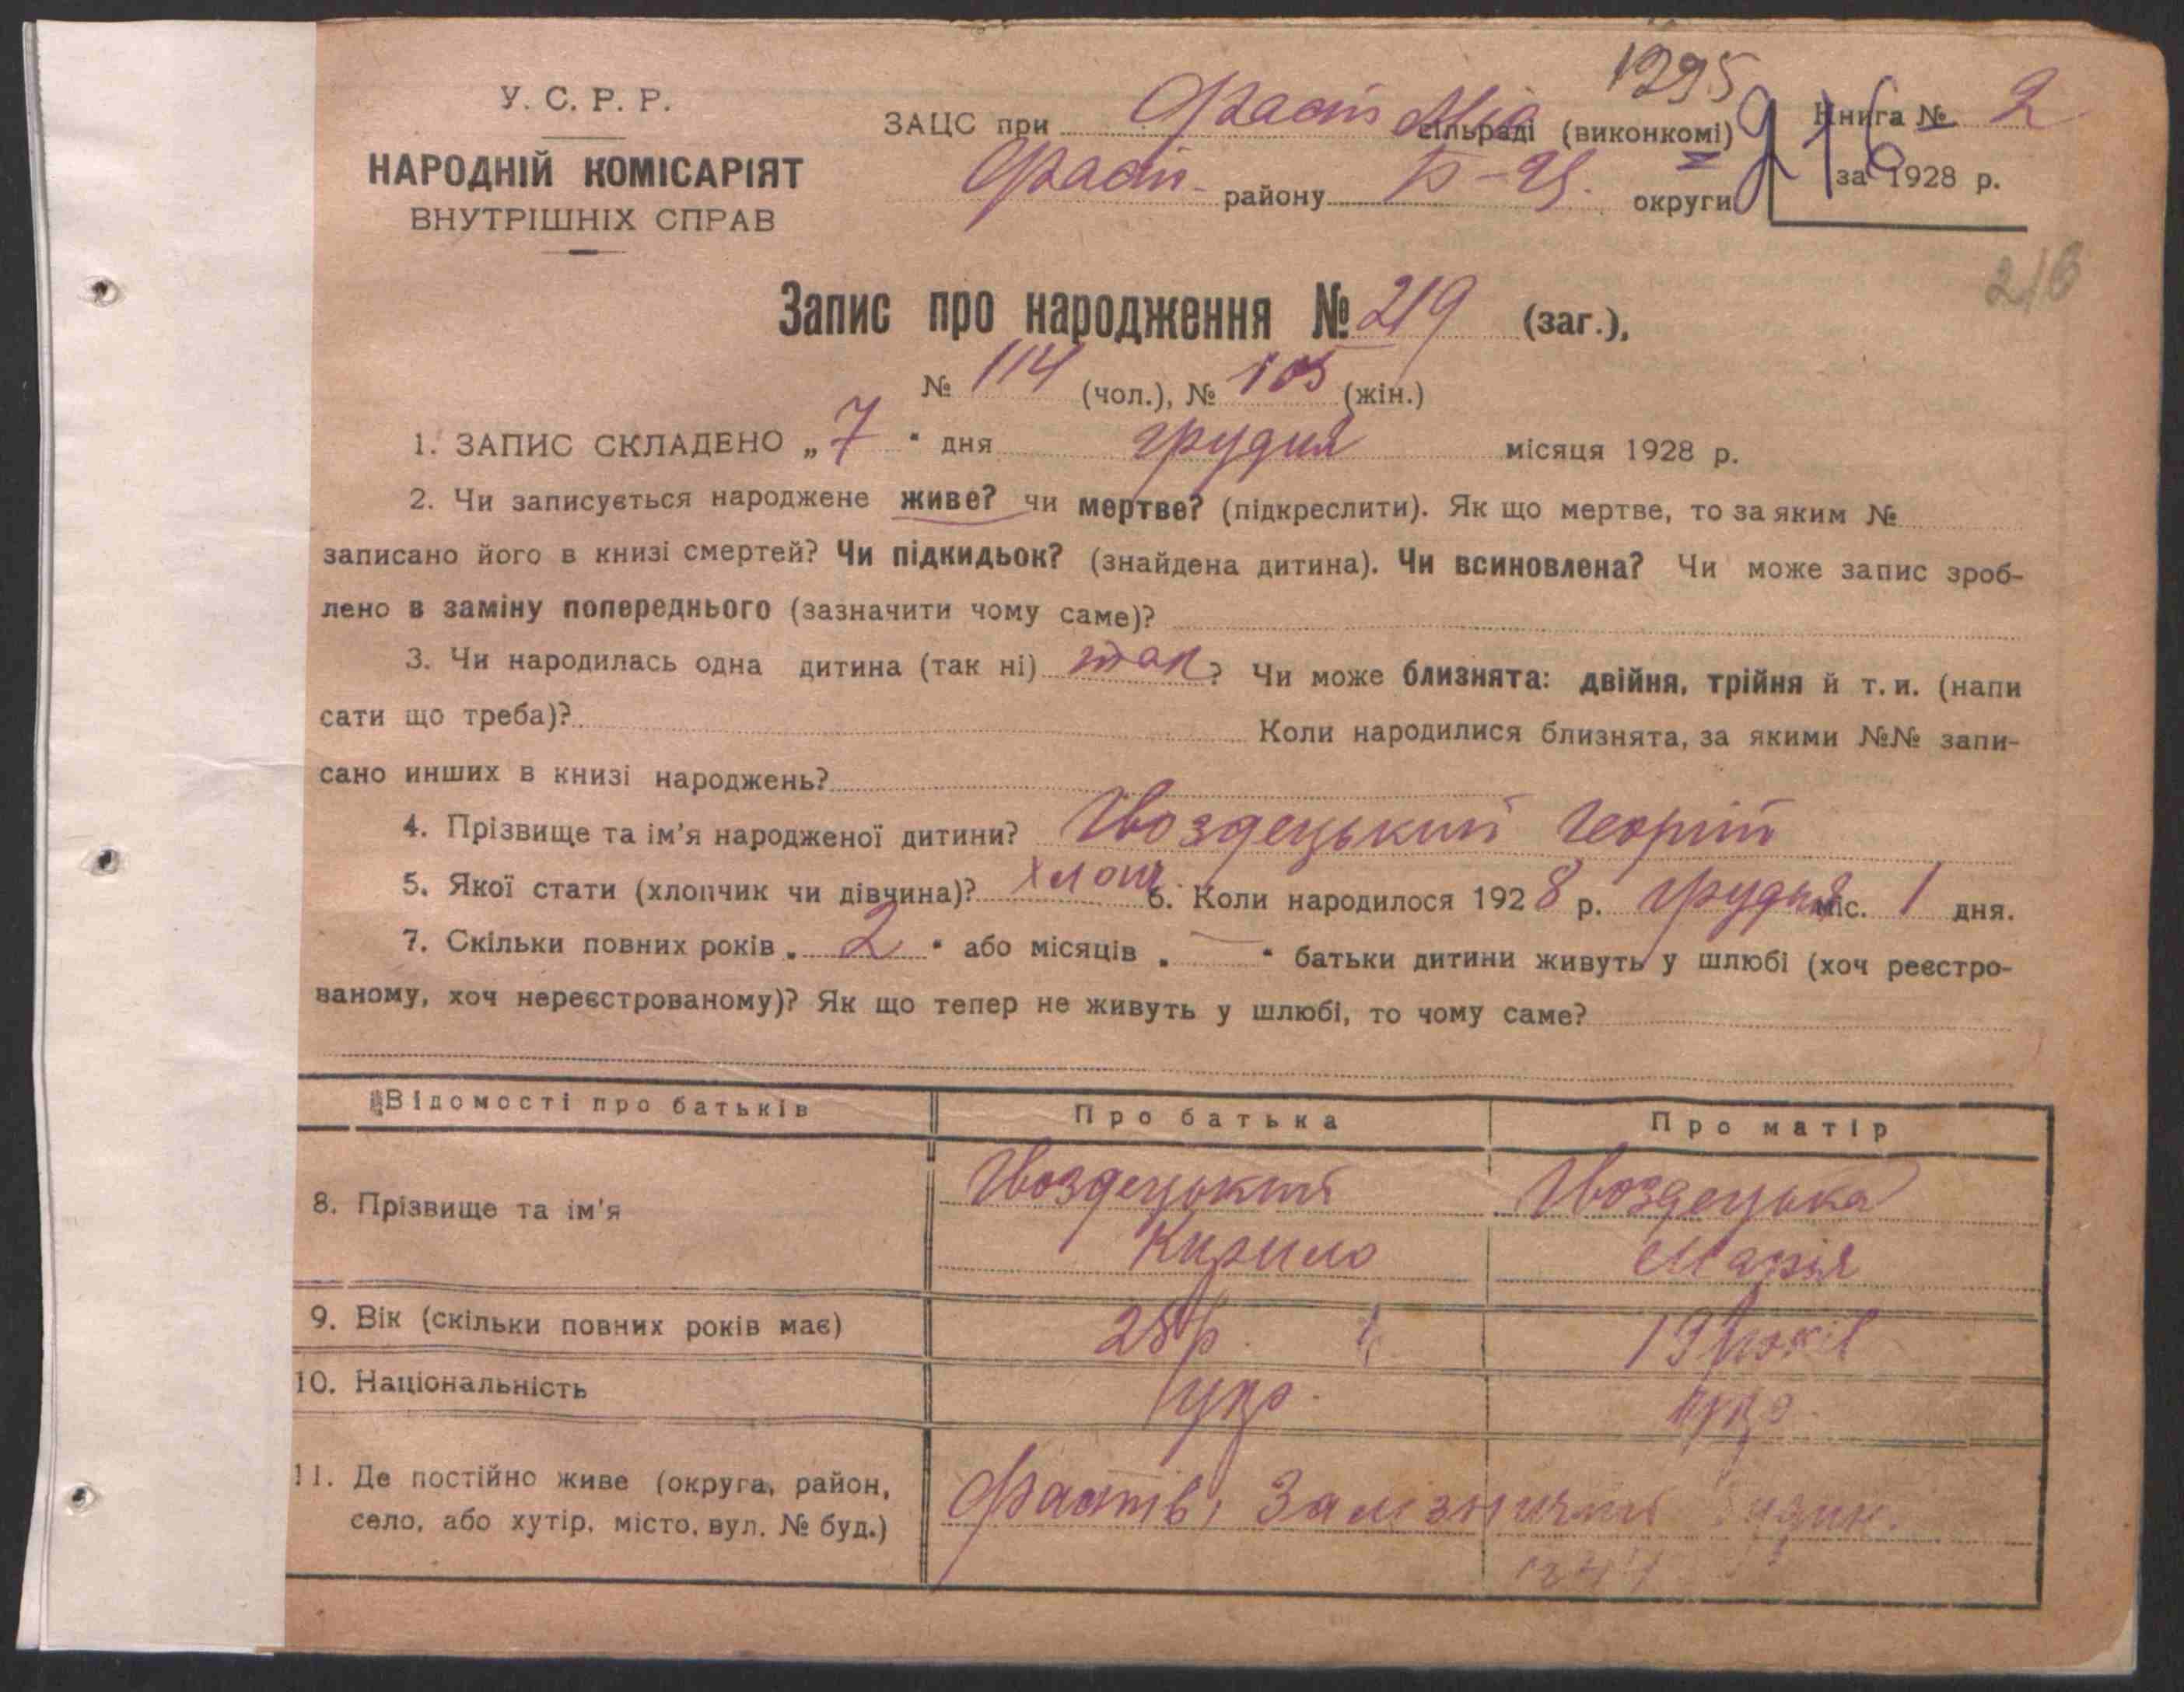 1295
У. С. Р. Р.
ЗАЦС при Фаст сільраді (виконкомі)
Книга № 2
НАРОДНІЙ КОМІСАРІЯТ
Фаст. району Б-Ц. округи
за 1928 р.
ВНУТРІШНІХ СПРАВ
216
Запис про народження № 219 (заг.),
№ 114 (чол.), № 105 (жін.)
1. ЗАПИС СКЛАДЕНО „ 7 " дня грудня місяця 1928 р.
2. Чи записується народжене живе? чи мертве? (підкреслити). Як що мертве, то за яким №
записано його в книзі смертей? Чи підкидьок? (знайдена дитина). Чи всиновлена? Чи може запис зроб-
лено в заміну попереднього (зазначити чому саме)?
3. Чи народилась одна дитина (так ні) так? Чи може близнята: двійня, трійня й т. и. (напи
сати що треба)? Коли народилися близнята, за якими №№ запи-
сано инших в книзі народжень?
4. Прізвище та ім'я народженої дитини? Гвоздецький Георгій
5. Якої стати (хлопчик чи дівчина)? хлопч. 6. Коли народилося 1928 р. грудня міс. 1 дня.
7. Скільки повних років „ 2 " або місяців „ — " батьки дитини живуть у шлюбі (хоч реєстро-
ваному, хоч нереєстрованому)? Як що тепер не живуть у шлюбі, то чому саме?
Відомості про батьків Про батька Про матір
8. Прізвище та ім'я Гвоздецький Гвоздецька
Кирило Марія
9. Вік (скільки повних років має) 28 р. 19 років
10. Національність укр. укр.
11. Де постійно живе (округа, район,
село, або хутір, місто, вул. № буд.) Фастів, Залізничний будин.